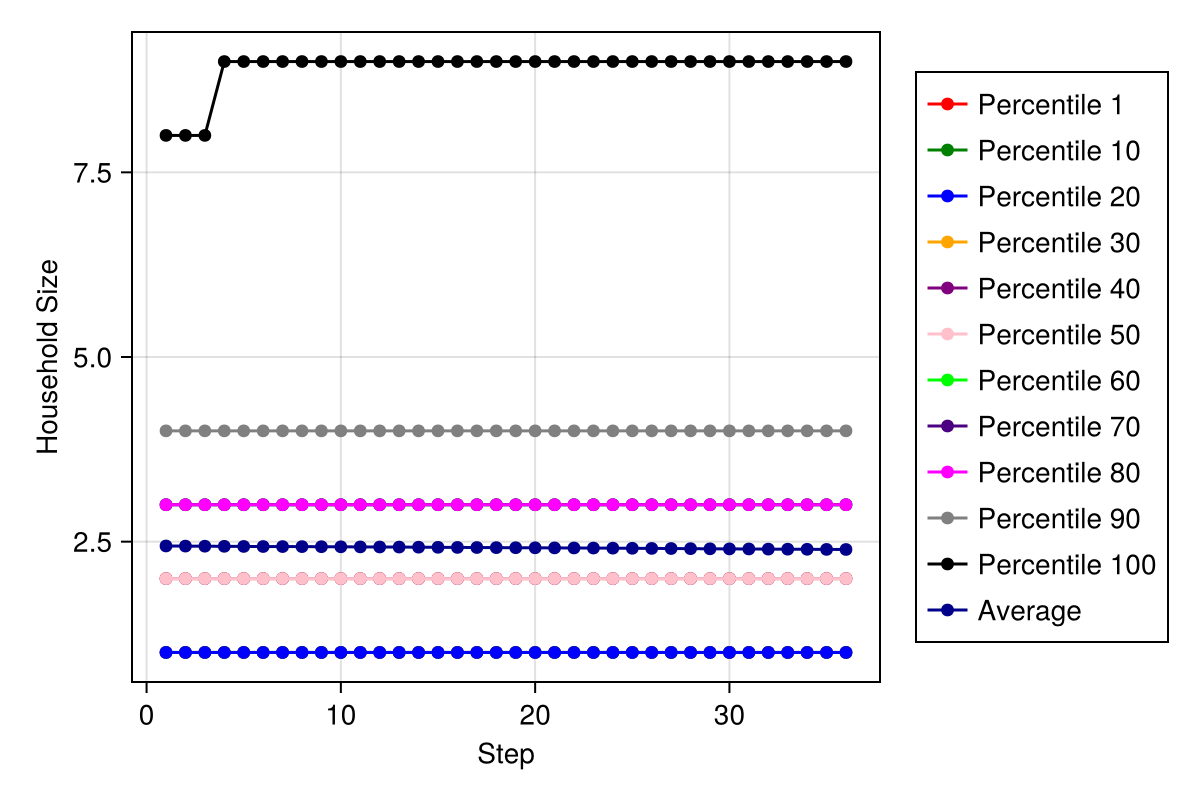 7.5
5.0
2.5
Household Size
0
10
20
30
Step
Percentile 1
Percentile 10
Percentile 20
Percentile 30
Percentile 40
Percentile 50
Percentile 60
Percentile 70
Percentile 80
Percentile 90
Percentile 100
Average